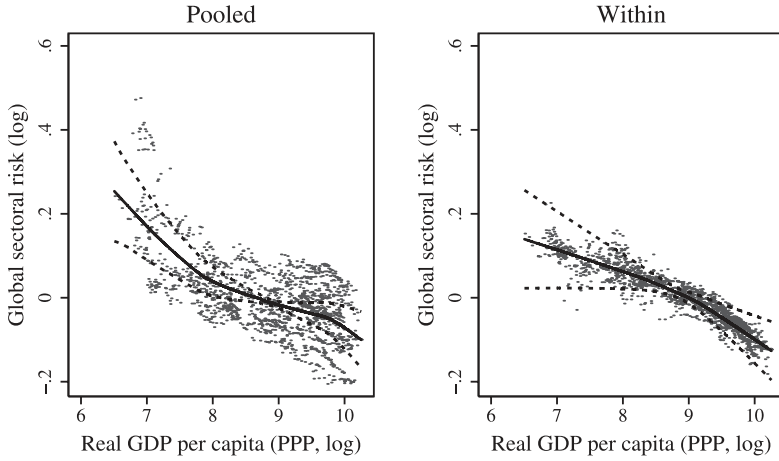 Pooled
Within
Global sectoral risk (log)
.6
.4
.2
0
−.2
6 7 8 9 10
Real GDP per capita (PPP, log)
Global sectoral risk (log)
.6
.4
.2
0
−.2
6 7 8 9 10
Real GDP per capita (PPP, log)